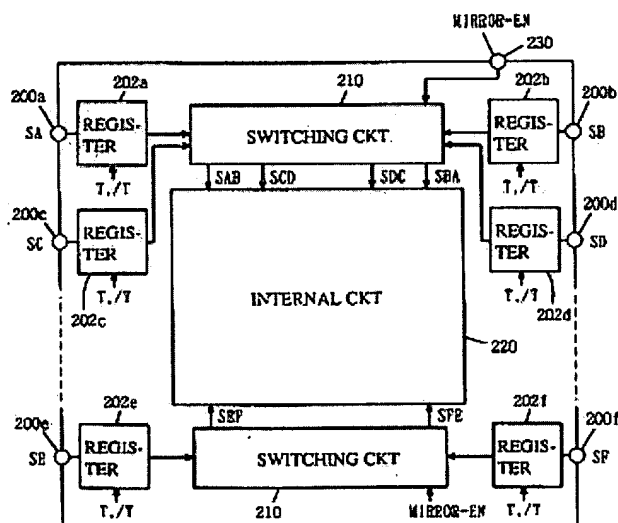 MIRROR-EN
230
200a
202a
210
202b
200b
SA
REGIS-
TER
SWITCHING CKT.
REGIS-
TER
SB
T./T
T./T
200c
SAB
SCD
SDC
SBA
200d
SC
REGIS-
TER
REGIS-
TER
SD
T./T
T./T
202c
INTERNAL CKT
202d
220
200e
202e
SEF
SFE
202f
200f
SE
REGIS-
TER
SWITCHING CKT
REGIS-
TER
SF
T./T
210
MIRROR-EN
T./T